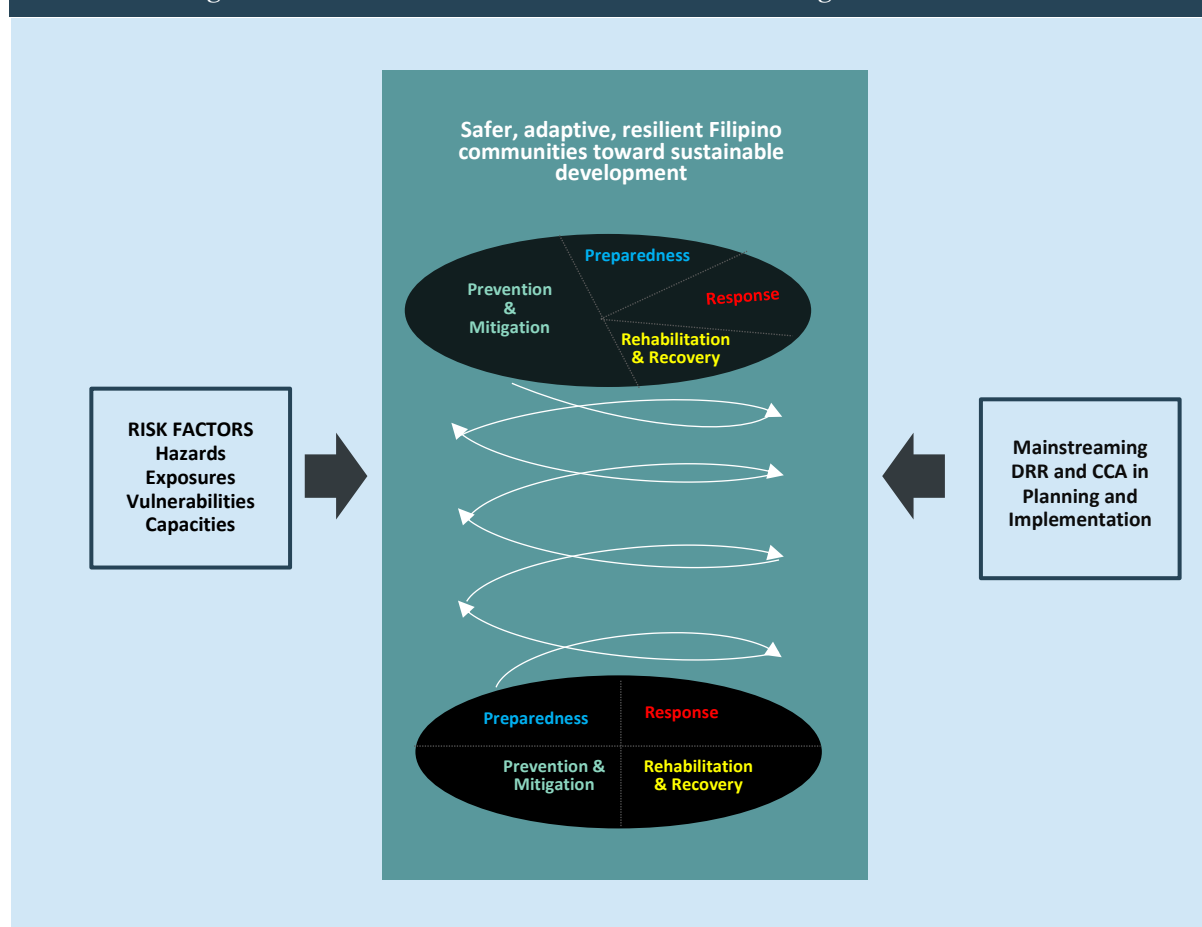 Safer, adaptive, resilient Filipino
communities toward sustainable
development
Preparedness
Prevention
&
Mitigation
Response
Rehabilitation
& Recovery
RISK FACTORS
Hazards
Exposures
Vulnerabilities
Capacities
Mainstreaming
DRR and CCA in
Planning and
Implementation
Preparedness
Response
Prevention &
Mitigation
Rehabilitation
& Recovery